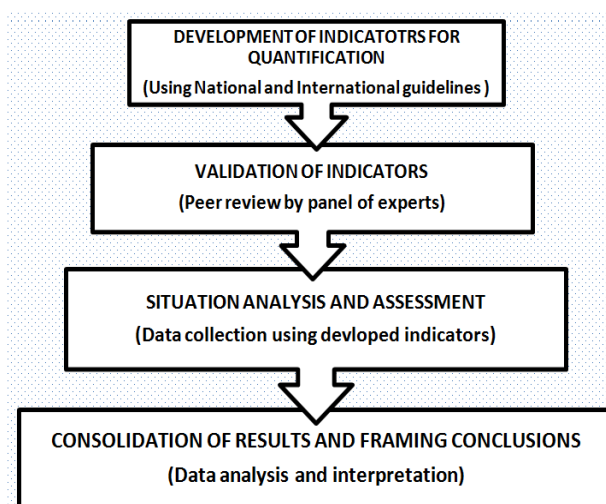 DEVELOPMENT OF INDICATOTRS FOR
QUANTIFICATION
(Using National and International guidelines )
VALIDATION OF INDICATORS
(Peer review by panel of experts)
SITUATION ANALYSIS AND ASSESSMENT
(Data collection using devloped indicators)
CONSOLIDATION OF RESULTS AND FRAMING CONCLUSIONS
(Data analysis and interpretation)